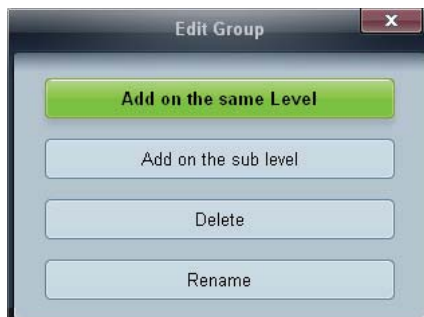 Edit Group
x
Add on the same Level
Add on the sub level
Delete
Rename